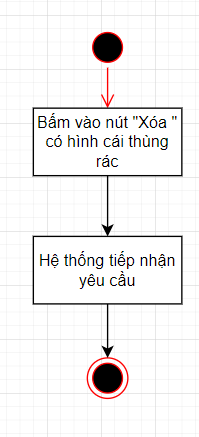 Bấm vào nút "Xóa "
có hình cái thùng
rác
Hệ thống tiếp nhận
yêu cầu